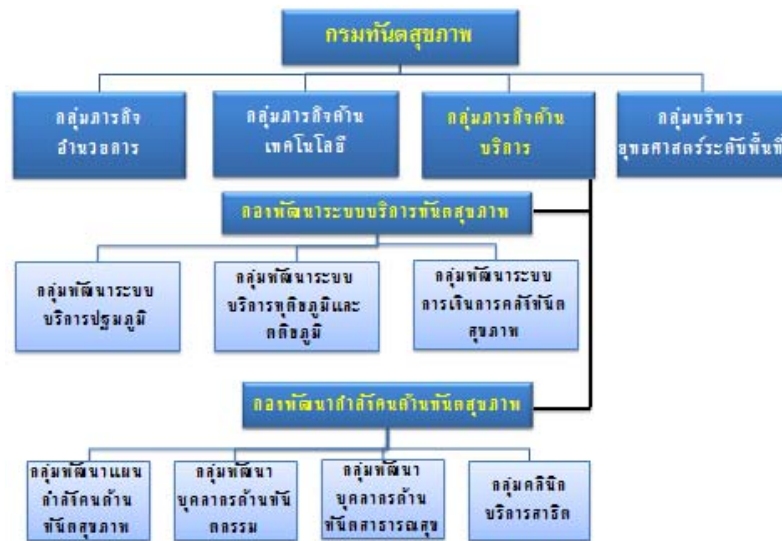 กรมทันตสุขภาพ
กลุ่มภารกิจ
อำนวยการ
กลุ่มภารกิจด้าน
เทคโนโลยี
กลุ่มภารกิจด้าน
บริการ
กลุ่มบริหาร
ยุทธศาสตร์ระดับพื้นที่
กองพัฒนาระบบบริการทันตสุขภาพ
กลุ่มพัฒนาระบบ
บริการปฐมภูมิ
กลุ่มพัฒนาระบบ
บริการทุติยภูมิและ
ตติยภูมิ
กลุ่มพัฒนาระบบ
การเงินการคลังทันต
สุขภาพ
กองพัฒนากำลังคนด้านทันตสุขภาพ
กลุ่มพัฒนาแผน
กำลังคนด้าน
ทันตสุขภาพ
กลุ่มพัฒนา
บุคลากรด้านทันต
กรรม
กลุ่มพัฒนา
บุคลากรด้าน
ทันตสาธารณสุข
กลุ่มคลินิก
บริการสาธิต